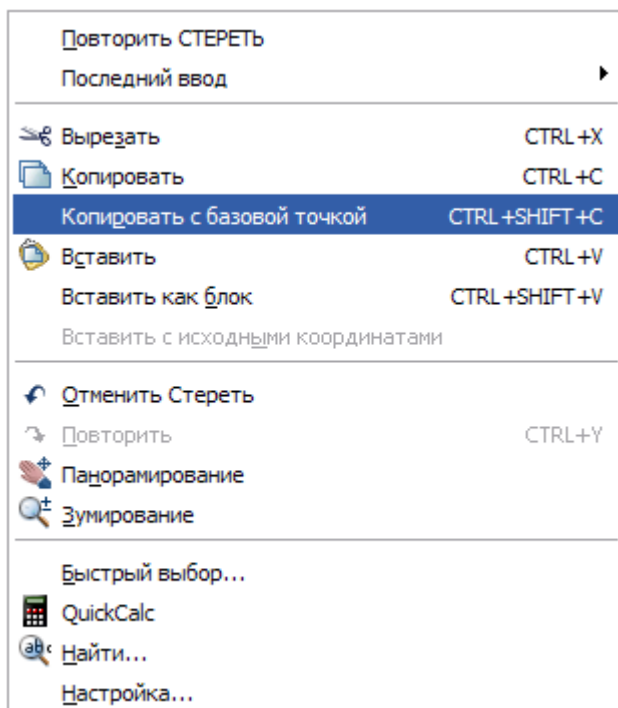 Повторить СТЕРЕТЬ
Последний ввод
Вырезать CTRL+X
Копировать CTRL+C
Копировать с базовой точкой CTRL+SHIFT+C
Вставить CTRL+V
Вставить как блок CTRL+SHIFT+V
Вставить с исходными координатами
Отменить Стереть
Повторить CTRL+Y
Панорамирование
Зумирование
Быстрый выбор...
QuickCalc
Найти...
Настройка...